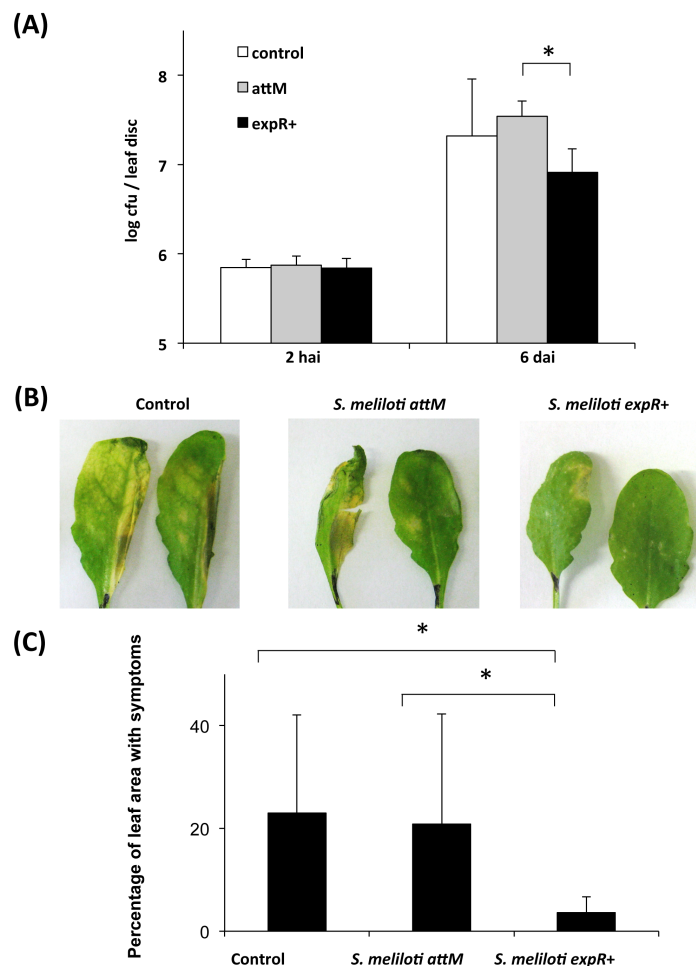 (A)
control
attM
expR+
*
log cfu / leaf disc
8
7
6
5
2 hai
6 dai
(B)
Control
S. meliloti attM
S. meliloti expR+
(C)
*
*
Percentage of leaf area with symptoms
40
20
0
Control
S. meliloti attM
S. meliloti expR+